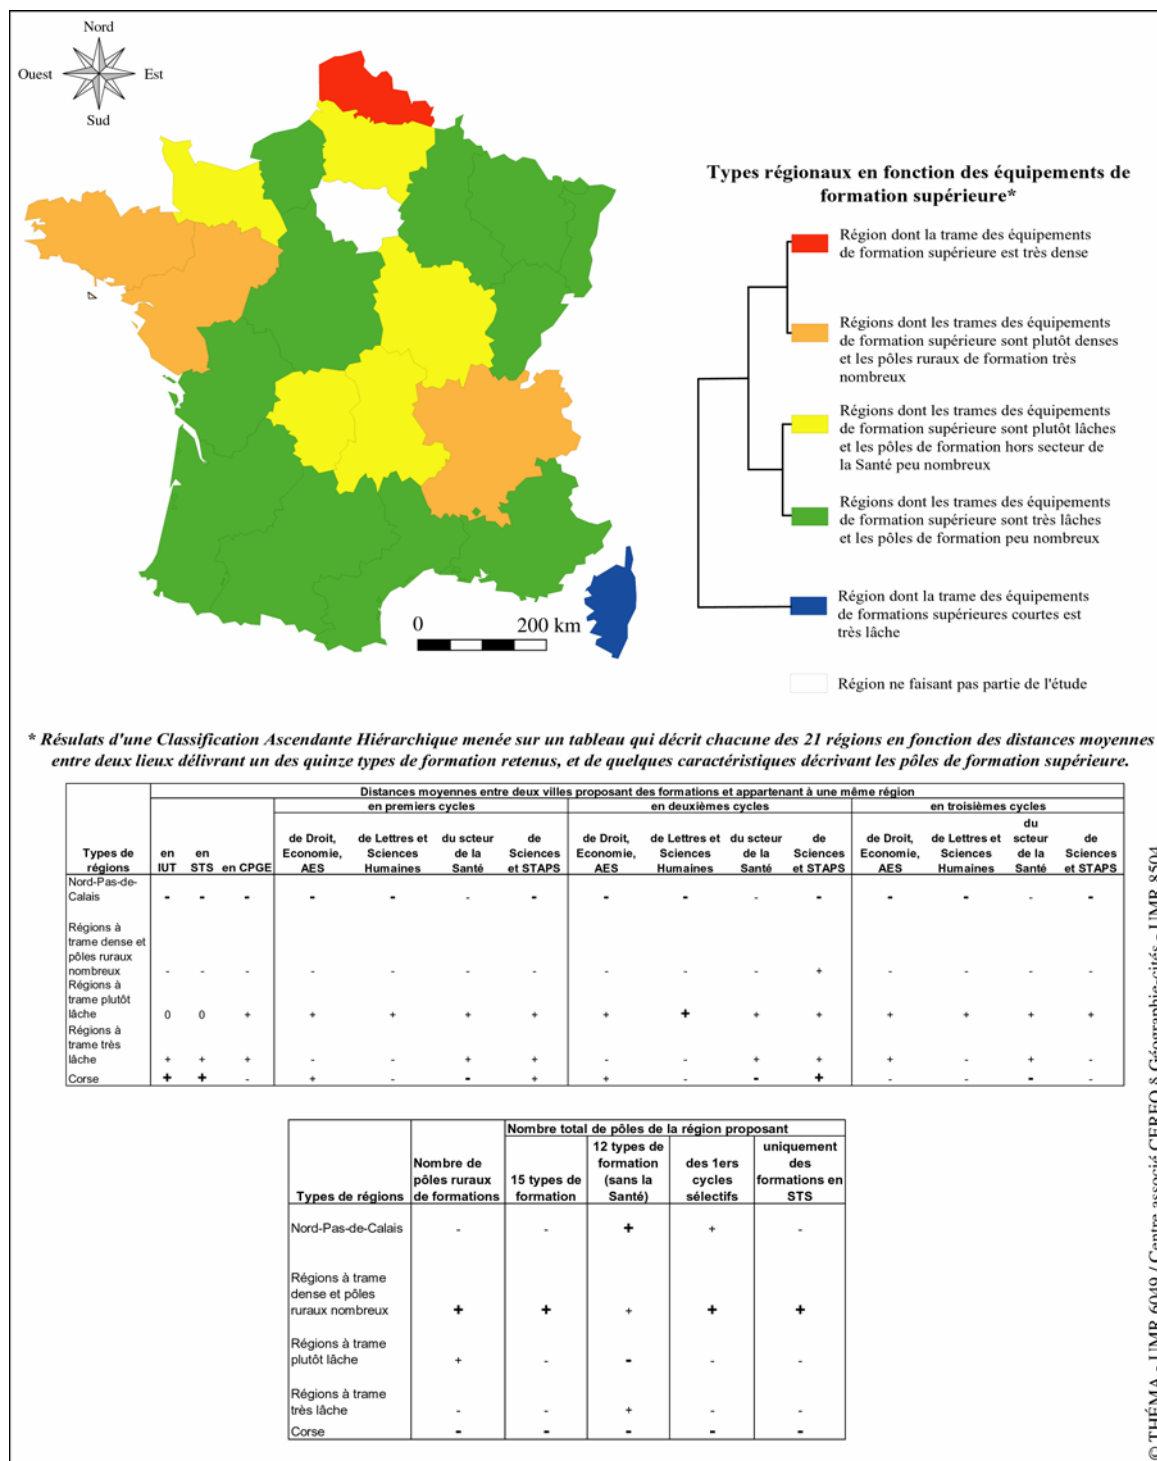 Nord
Ouest
Est
Sud
Types régionaux en fonction des équipements de
formation supérieure*
Région dont la trame des équipements
de formation supérieure est très dense
Régions dont les trames des équipements
de formation supérieure sont plutôt denses
et les pôles ruraux de formation très
nombreux
Régions dont les trames des équipements
de formation supérieure sont plutôt lâches
et les pôles de formation hors secteur de
la Santé peu nombreux
Régions dont les trames des équipements
de formation supérieure sont très lâches
et les pôles de formation peu nombreux
Région dont la trame des équipements
de formations supérieures courtes est
très lâche
Région ne faisant pas partie de l'étude
0 200 km
* Résulats d'une Classification Ascendante Hiérarchique menée sur un tableau qui décrit chacune des 21 régions en fonction des distances moyennes
entre deux lieux délivrant un des quinze types de formation retenus, et de quelques caractéristiques décrivant les pôles de formation supérieure.
Distances moyennes entre deux villes proposant des formations et appartenant à une même région
en premiers cycles en deuxièmes cycles en troisièmes cycles
du
de Droit, de Lettres et du scteur de de Droit, de Lettres et du scteur de de Droit, de Lettres et scteur de
Types de en en Economie, Sciences de la Sciences Economie, Sciences de la Sciences Economie, Sciences de la Sciences
régions IUT STS en CPGE AES Humaines Santé et STAPS AES Humaines Santé et STAPS AES Humaines Santé et STAPS
Nord-Pas-de-
Calais - - - - - - - - - - - - - - -
Régions à
trame dense et
pôles ruraux
nombreux - - - - - - - - - - + - - - -
Régions à
trame plutôt
lâche 0 0 + + + + + + + + + + + + +
Régions à
trame très
lâche + + + - - + + - - + + + - + -
Corse + + - + - - + + - - + - - - -
Nombre total de pôles de la région proposant
12 types de uniquement
Nombre de formation des 1ers des
pôles ruraux 15 types de (sans la cycles formations en
Types de régions de formations formation Santé) sélectifs STS
Nord-Pas-de-Calais - - + + -
Régions à trame
dense et pôles
ruraux nombreux + + + + +
Régions à trame
plutôt lâche + - - - -
Régions à trame
très lâche - - + - -
Corse - - - - -
© THÉMA - UMR 6049 / Centre associé CEREQ & Géographie-cités - UMR 8504